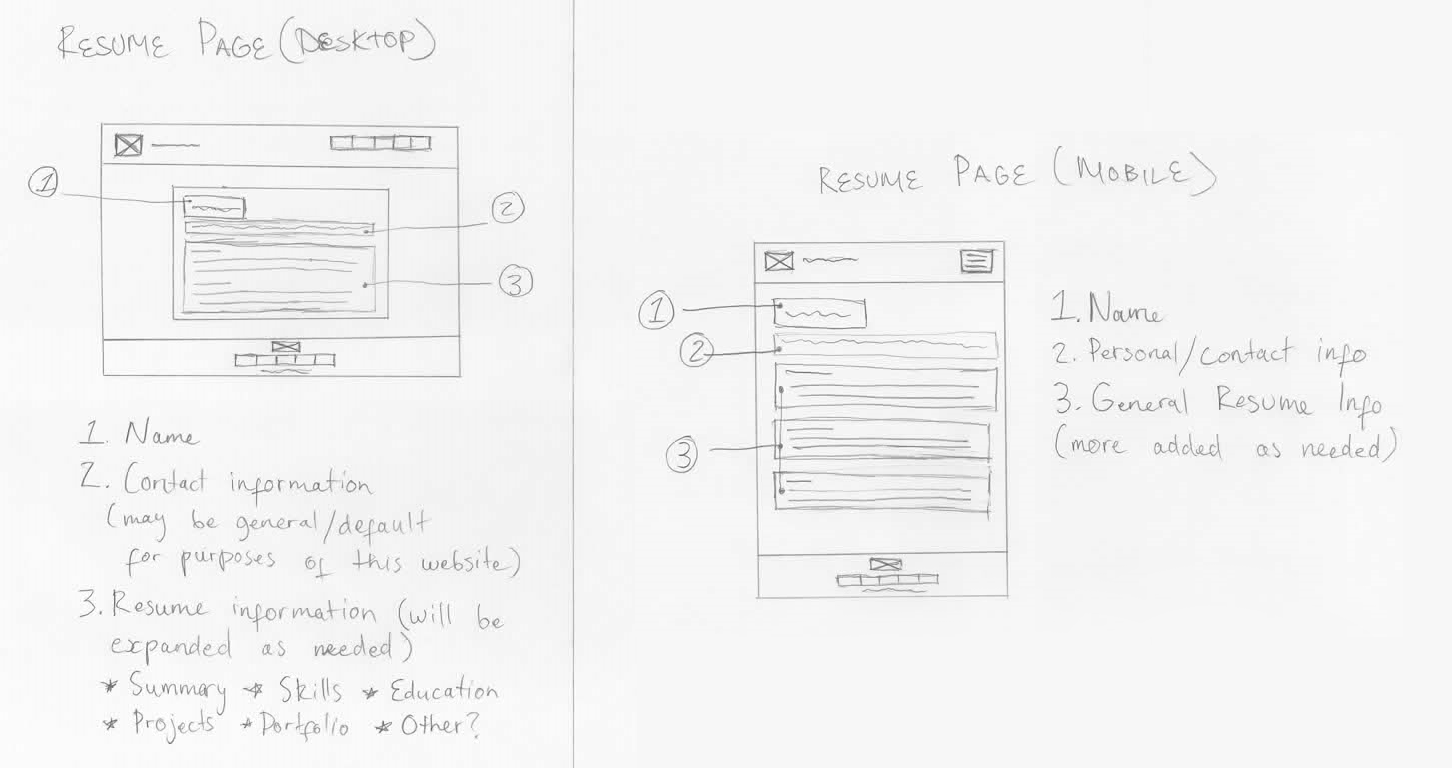 RESUME PAGE (DESKTOP)
1
2
3
1. Name
2. Contact information
(may be general/default
for purposes of this website)
3. Resume information (will be
expanded as needed)
* Summary * Skills * Education
* Projects * Portfolio * Other?
RESUME PAGE (MOBILE)
1
2
3
1. Name
2. Personal/contact info
3. General Resume Info
(more added as needed)